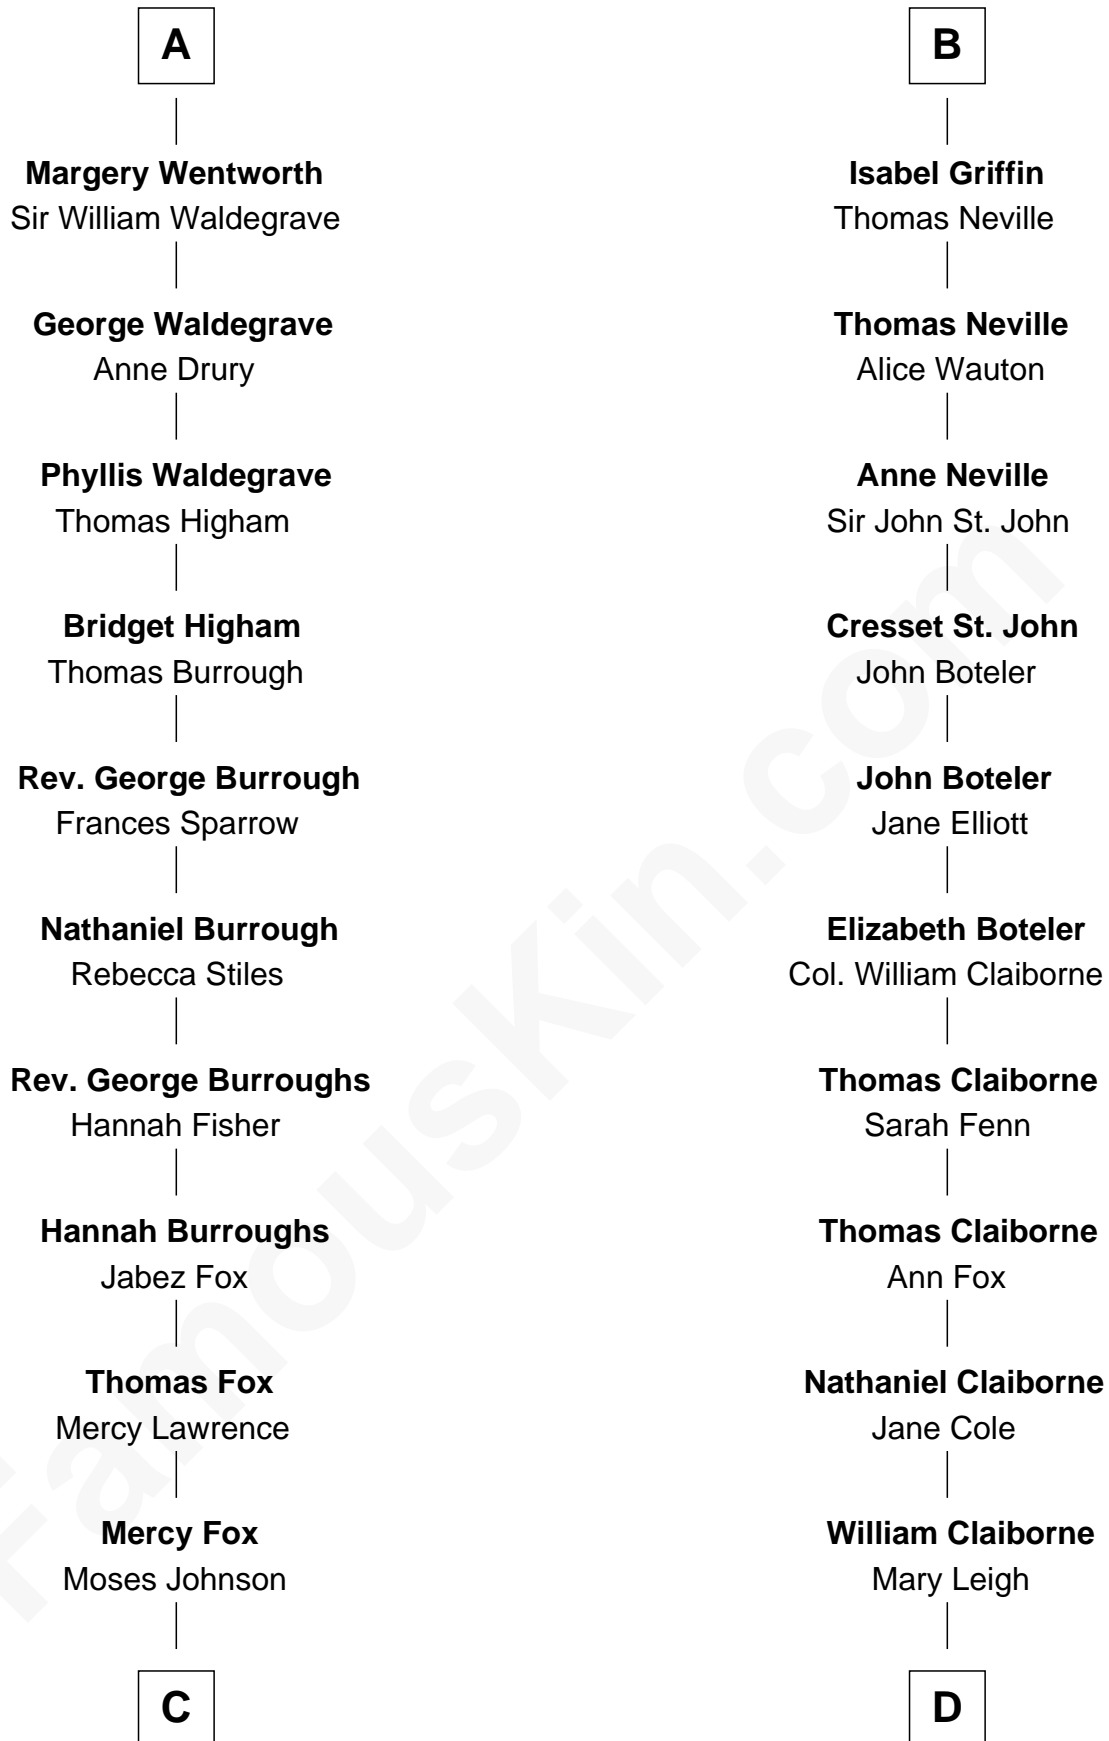 A
Margery Wentworth
Sir William Waldegrave
George Waldegrave
Anne Drury
Phyllis Waldegrave
Thomas Higham
Bridget Higham
Thomas Burrough
Rev. George Burrough
Frances Sparrow
Nathaniel Burrough
Rebecca Stiles
Rev. George Burroughs
Hannah Fisher
Hannah Burroughs
Jabez Fox
Thomas Fox
Mercy Lawrence
Mercy Fox
Moses Johnson
C
B
Isabel Griffin
Thomas Neville
Thomas Neville
Alice Wauton
Anne Neville
Sir John St. John
Cresset St. John
John Boteler
John Boteler
Jane Elliott
Elizabeth Boteler
Col. William Claiborne
Thomas Claiborne
Sarah Fenn
Thomas Claiborne
Ann Fox
Nathaniel Claiborne
Jane Cole
William Claiborne
Mary Leigh
D
FamousKin.com